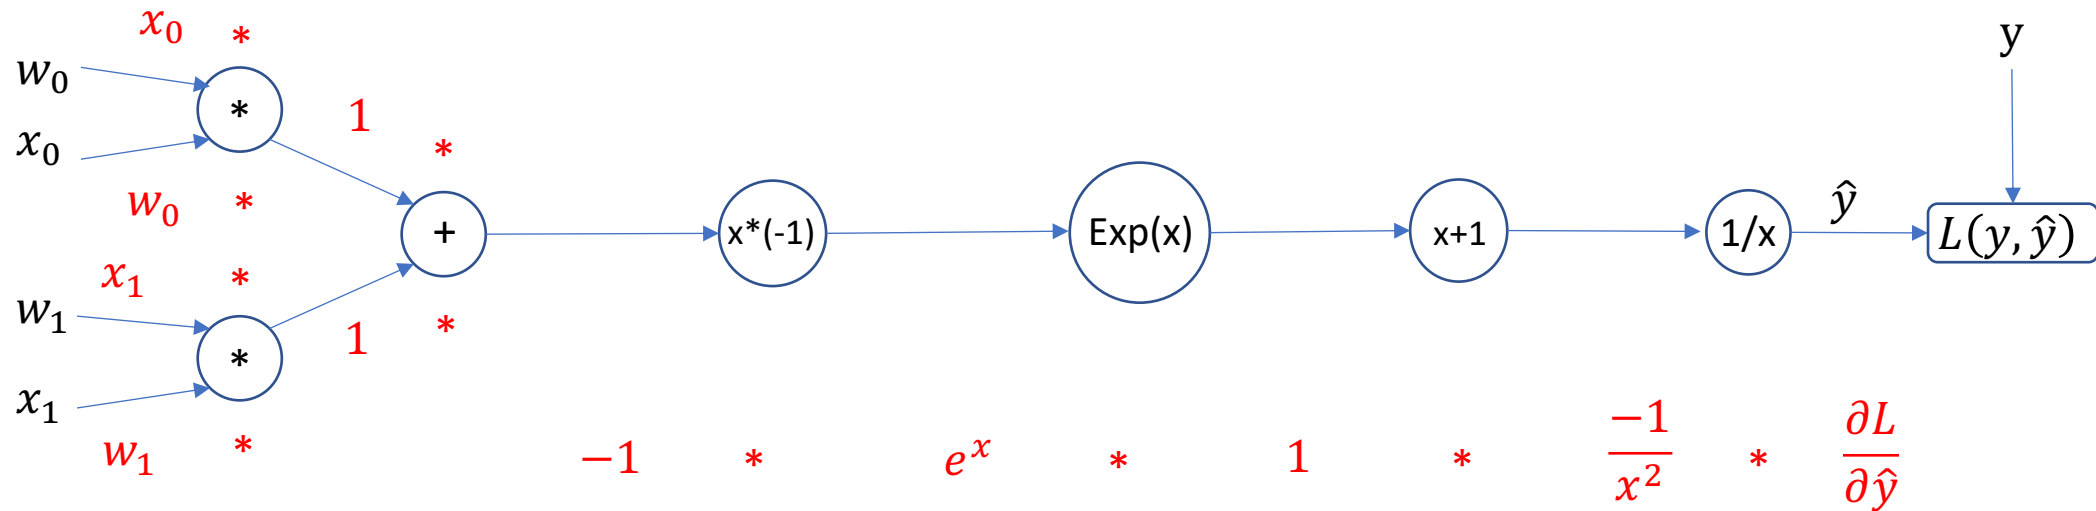 x₀ *
w₀
*
x₀
w₀ *
1
*
x₁ *
w₁
*
x₁
w₁ *
1 *
+
x*(-1)
Exp(x)
x+1
1/x
ŷ
y
L(y, ŷ)
−1 * eˣ * 1 * −1/x² * ∂L/∂ŷ